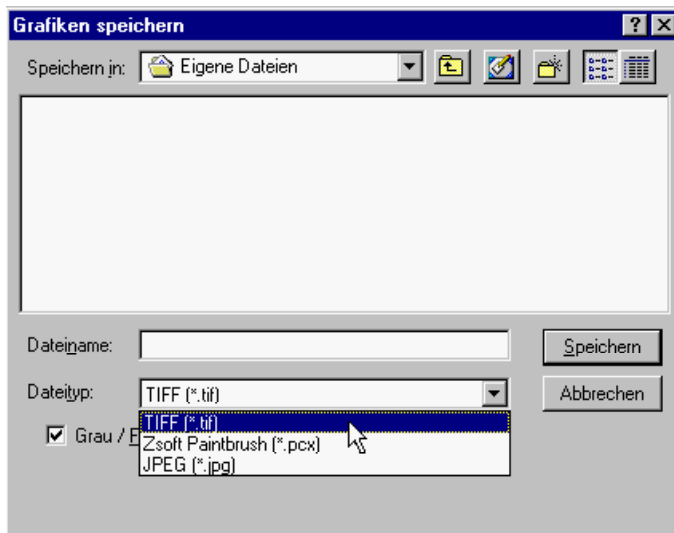 Grafiken speichern
Speichern in: Eigene Dateien
Dateiname: Speichern
Dateityp: TIFF (*.tif) Abbrechen
TIFF (*.tif)
Grau / F
Zsoft Paintbrush (*.pcx)
JPEG (*.jpg)